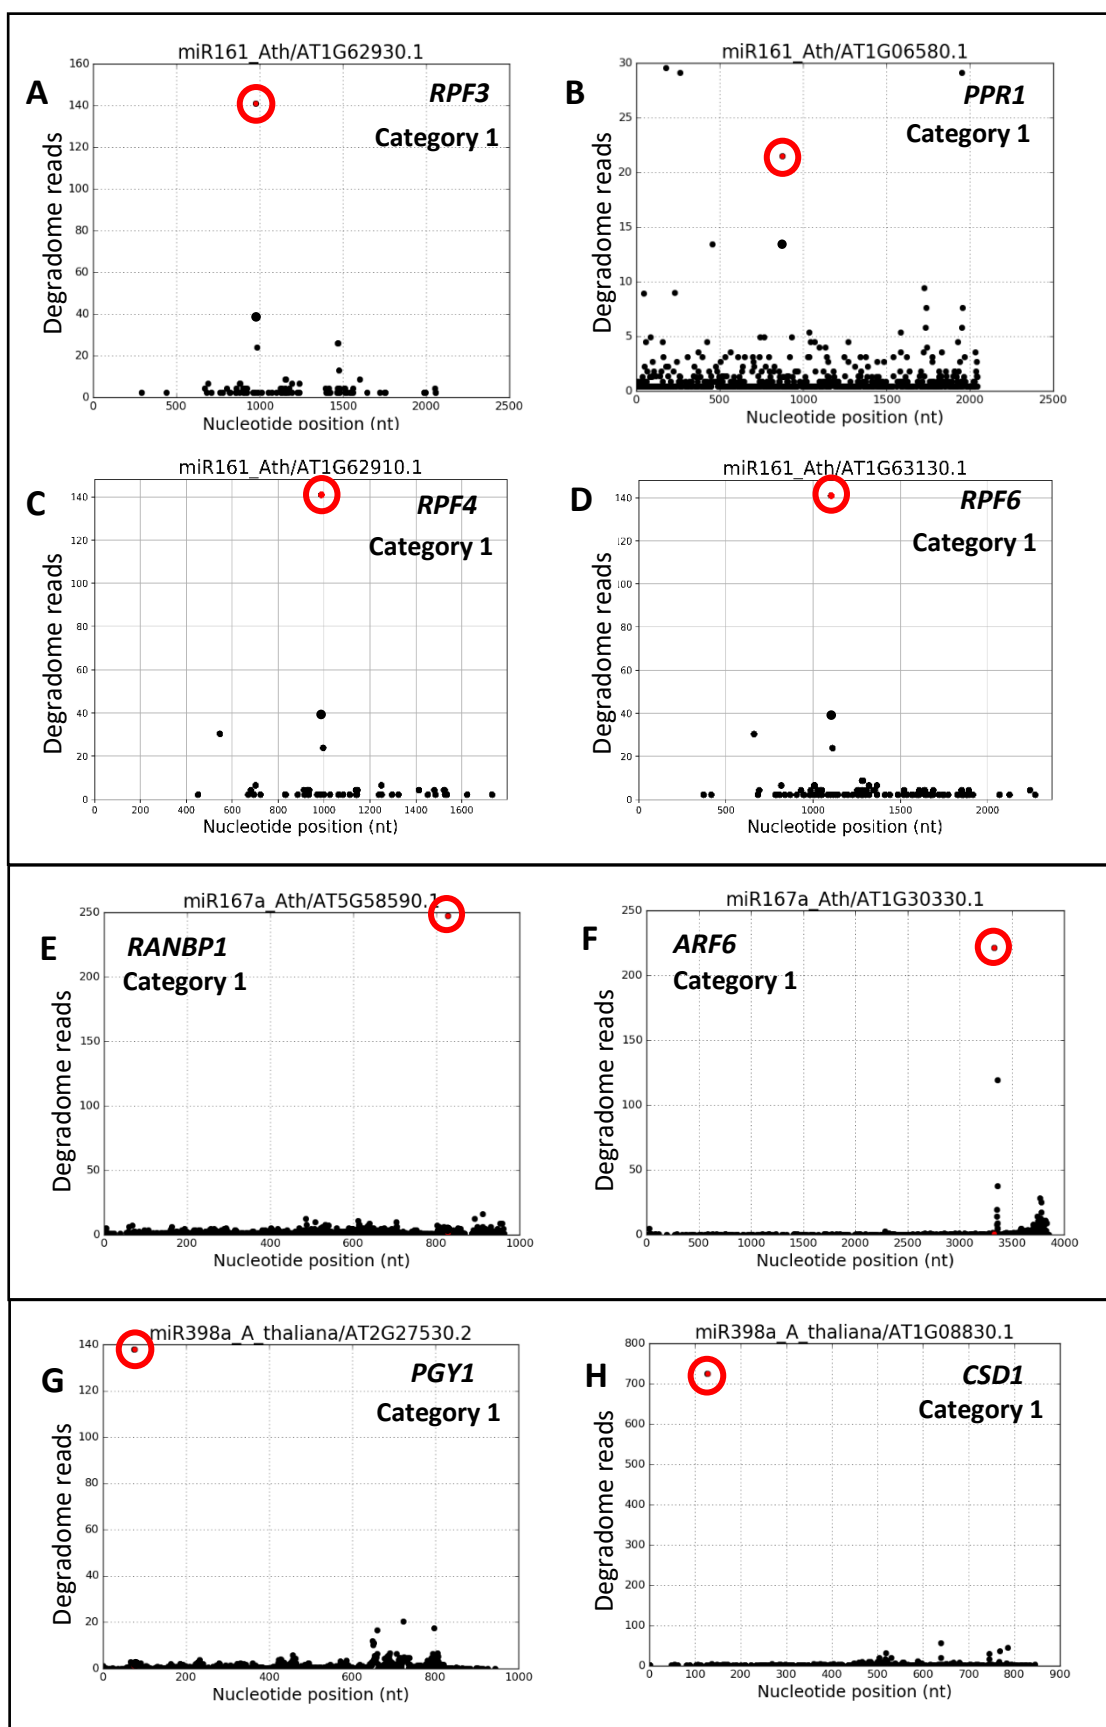 miR161_Ath/AT1G62930.1
A
RPF3
Category 1
160
140
120
100
80
60
40
20
0
Degradome reads
0 500 1000 1500 2000 2500
Nucleotide position (nt)
miR161_Ath/AT1G06580.1
B
PPR1
Category 1
30
25
20
15
10
5
0
Degradome reads
0 500 1000 1500 2000 2500
Nucleotide position (nt)
miR161_Ath/AT1G62910.1
C
RPF4
Category 1
140
120
100
80
60
40
20
0
Degradome reads
0 200 400 600 800 1000 1200 1400 1600
Nucleotide position (nt)
miR161_Ath/AT1G63130.1
D
RPF6
Category 1
140
120
100
80
60
40
20
0
Degradome reads
0 500 1000 1500 2000
Nucleotide position (nt)
miR167a_Ath/AT5G58590.1
E
RANBP1
Category 1
250
200
150
100
50
0
Degradome reads
0 200 400 600 800 1000
Nucleotide position (nt)
miR167a_Ath/AT1G30330.1
F
ARF6
Category 1
250
200
150
100
50
0
Degradome reads
0 500 1000 1500 2000 2500 3000 3500 4000
Nucleotide position (nt)
miR398a_A_thaliana/AT2G27530.2
G
PGY1
Category 1
140
120
100
80
60
40
20
0
Degradome reads
0 200 400 600 800 1000
Nucleotide position (nt)
miR398a_A_thaliana/AT1G08830.1
H
CSD1
Category 1
800
700
600
500
400
300
200
100
0
Degradome reads
0 100 200 300 400 500 600 700 800 900
Nucleotide position (nt)